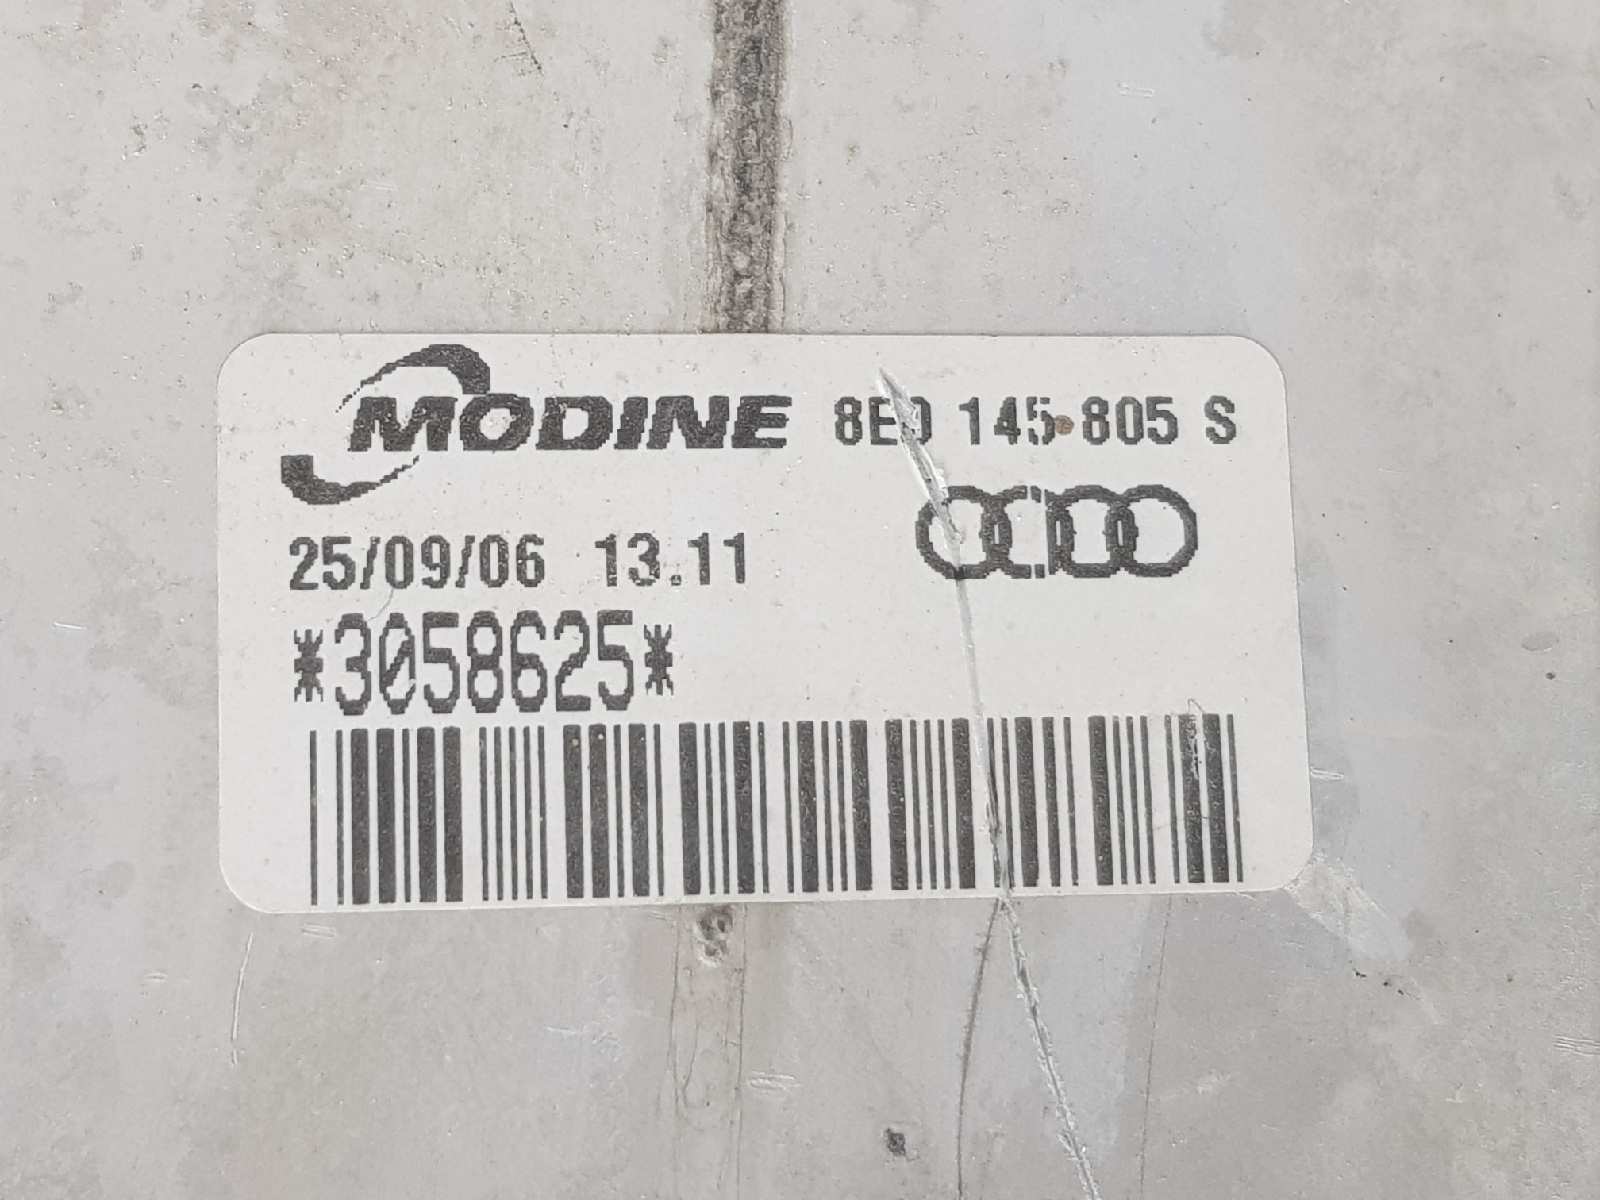 MODINE 8E0 145 805 S
25/09/06 13.11
*3058625*